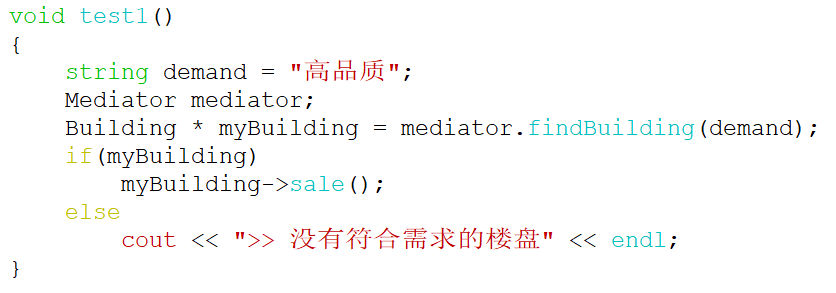 void test1()
{
    string demand = "高品质";
    Mediator mediator;
    Building * myBuilding = mediator.findBuilding(demand);
    if(myBuilding)
        myBuilding->sale();
    else
        cout << ">> 没有符合需求的楼盘" << endl;
}